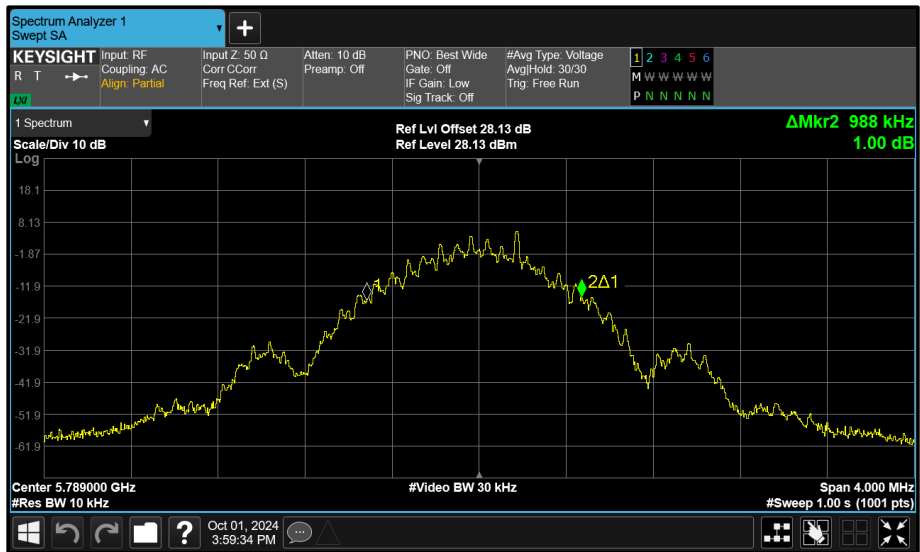 Spectrum Analyzer 1
Swept SA
KEYSIGHT
R T
LXI
Input: RF
Coupling: AC
Align: Partial
Input Z: 50 Ω
Corr CCorr
Freq Ref: Ext (S)
Atten: 10 dB
Preamp: Off
PNO: Best Wide
Gate: Off
IF Gain: Low
Sig Track: Off
#Avg Type: Voltage
Avg|Hold: 30/30
Trig: Free Run
1 2 3 4 5 6
M W W W W W
P N N N N N
1 Spectrum
Scale/Div 10 dB
Log
Ref Lvl Offset 28.13 dB
Ref Level 28.13 dBm
ΔMkr2 988 kHz
1.00 dB
18.1
8.13
-1.87
-11.9
-21.9
-31.9
-41.9
-51.9
-61.9
1
2Δ1
Center 5.789000 GHz
#Res BW 10 kHz
#Video BW 30 kHz
Span 4.000 MHz
#Sweep 1.00 s (1001 pts)
?
Oct 01, 2024
3:59:34 PM